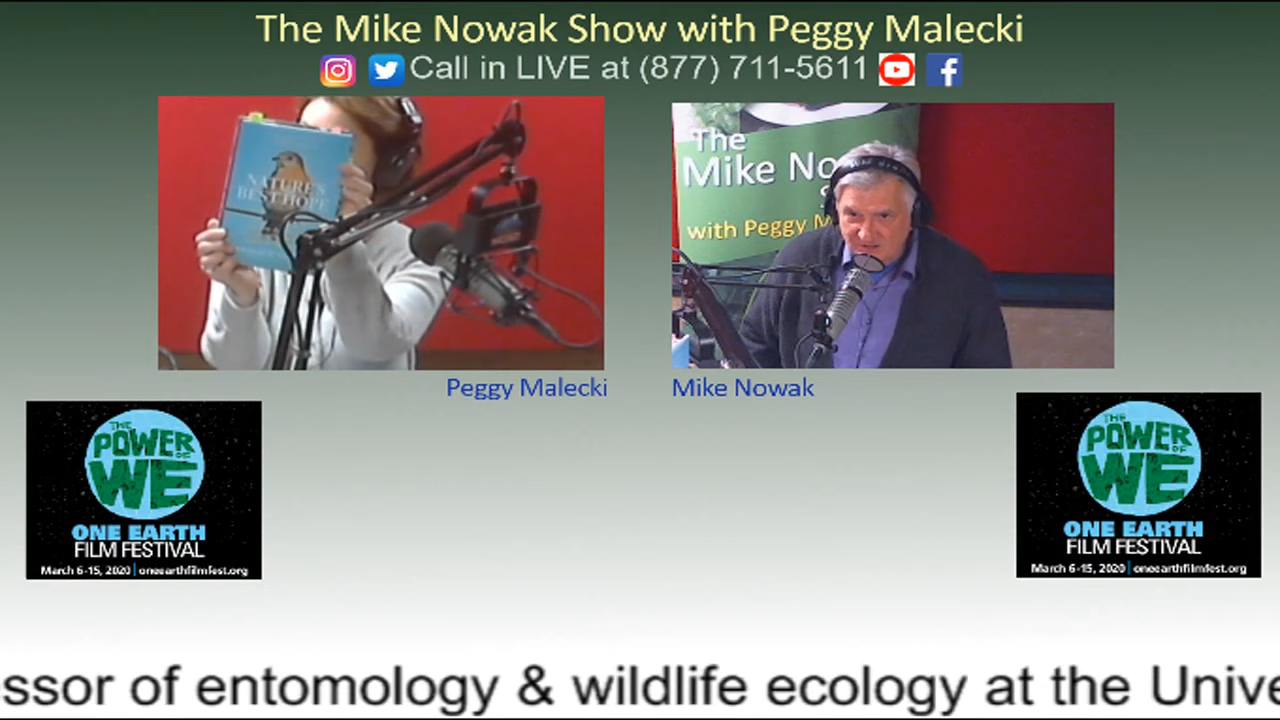 The Mike Nowak Show with Peggy Malecki
Call in LIVE at (877) 711-5611
NATURE'S
BEST HOPE
The
Mike No
with Peggy M
Peggy Malecki
Mike Nowak
THE
POWER
OF
WE
ONE EARTH
FILM FESTIVAL
March 6-15, 2020 | oneearthfilmfest.org
THE
POWER
OF
WE
ONE EARTH
FILM FESTIVAL
March 6-15, 2020 | oneearthfilmfest.org
ssor of entomology & wildlife ecology at the Unive